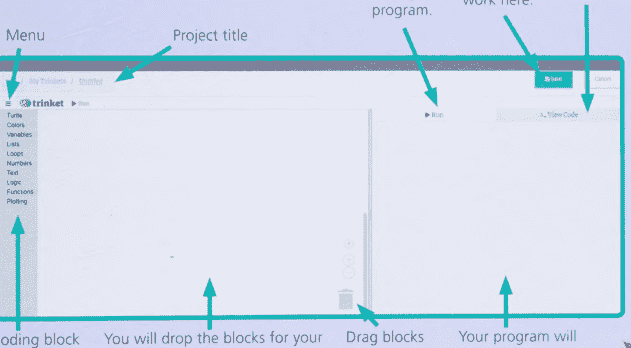 program.
work here.
Menu
Project title
My Trinkets / Untitled
Save
Cancel
trinket Run
Run
View Code
Turtle
Colors
Variables
Lists
Loops
Numbers
Text
Logic
Functions
Plotting
oding block
You will drop the blocks for your
Drag blocks
Your program will